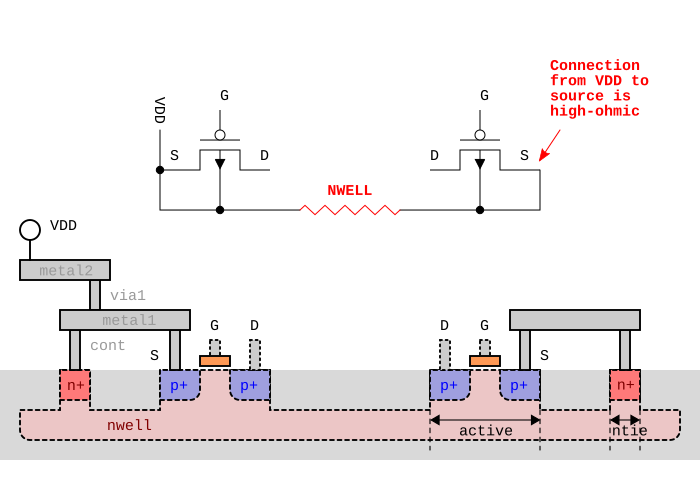 Connection
from VDD to
source is
high-ohmic
G
G
VDD
S
D
D
S
NWELL
VDD
metal2
via1
metal1
cont
S
G
D
D
G
S
n+
p+
p+
p+
p+
n+
nwell
active
ntie